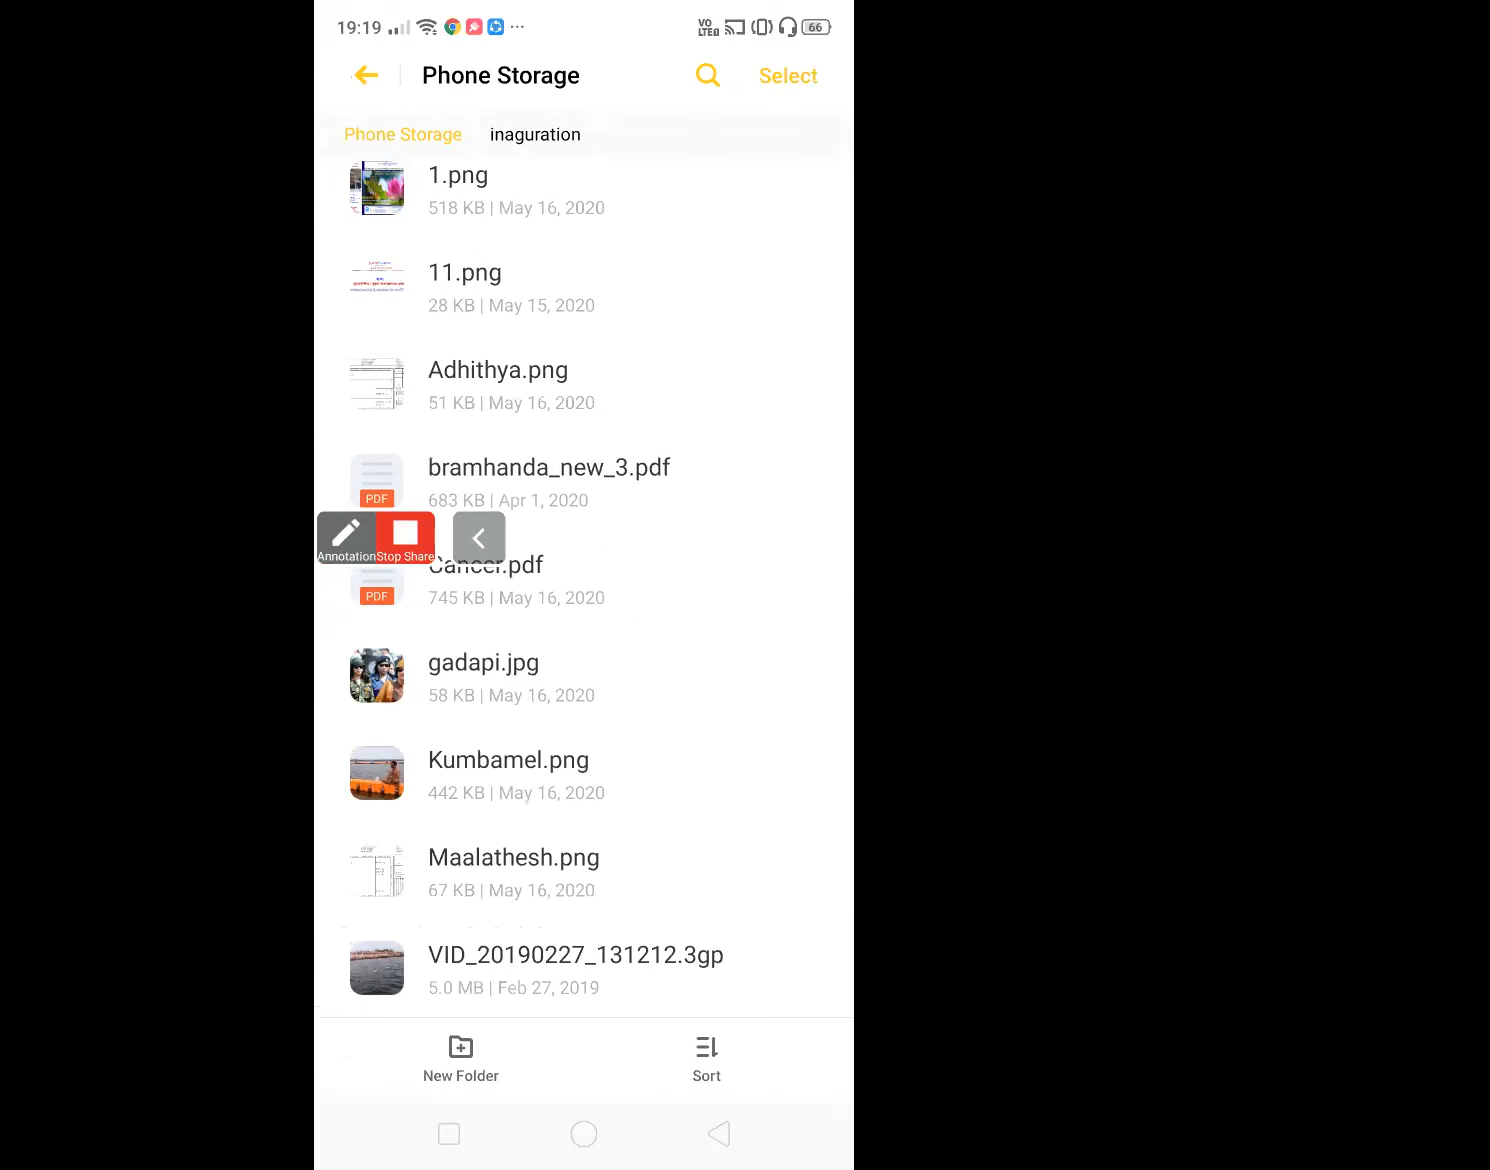 19:19
VO
LTE
66
Phone Storage
Select
Phone Storage inaguration
1.png
518 KB | May 16, 2020
11.png
28 KB | May 15, 2020
Adhithya.png
51 KB | May 16, 2020
bramhanda_new_3.pdf
PDF
683 KB | Apr 1, 2020
Annotation Stop Share
Cancer.pdf
PDF
745 KB | May 16, 2020
gadapi.jpg
58 KB | May 16, 2020
Kumbamel.png
442 KB | May 16, 2020
Maalathesh.png
67 KB | May 16, 2020
VID_20190227_131212.3gp
5.0 MB | Feb 27, 2019
New Folder
Sort